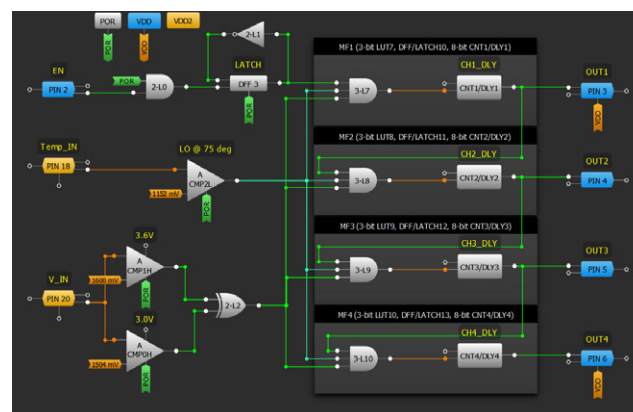 POR
VDD
VDD2
POR
VDD
2-L1
MF1 (3-bit LUT7, DFF/LATCH10, 8-bit CNT1/DLY1)
EN
LATCH
CH1_DLY
OUT1
PIN 2
POR
2-L0
DFF 3
3-L7
CNT1/DLY1
PIN 3
POR
VDD
MF2 (3-bit LUT8, DFF/LATCH11, 8-bit CNT2/DLY2)
Temp_IN
LO @ 75 deg
CH2_DLY
OUT2
PIN 18
A
CMP2L
3-L8
CNT2/DLY2
PIN 4
1152 mV
POR
MF3 (3-bit LUT9, DFF/LATCH12, 8-bit CNT3/DLY3)
3.6V
CH3_DLY
OUT3
V_IN
A
CMP1H
3-L9
CNT3/DLY3
PIN 5
1600 mV
POR
PIN 20
2-L2
3.0V
MF4 (3-bit LUT10, DFF/LATCH13, 8-bit CNT4/DLY4)
CH4_DLY
OUT4
A
CMP0H
3-L10
CNT4/DLY4
PIN 6
1504 mV
POR
VDD